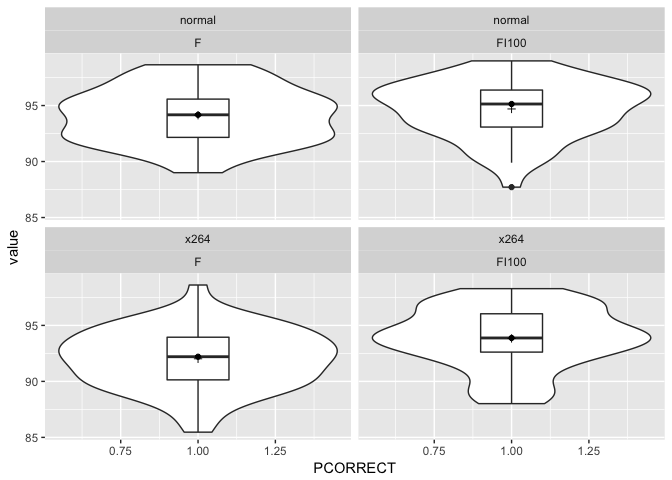 normal
normal
F
FI100
95
90
85
value
x264
x264
F
FI100
95
90
85
0.75
1.00
1.25
0.75
1.00
1.25
PCORRECT